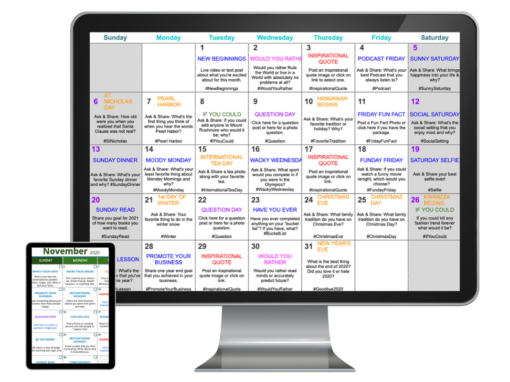 Sunday Monday Tuesday Wednesday Thursday Friday Saturday
1 2 3 4 5
NEW BEGINNINGS WOULD YOU RATHE INSPIRATIONAL QUOTE PODCAST FRIDAY SUNNY SATURDAY
Live video or text post about what you're excited about for this month.
Would you rather Rule the World or live in a World with absolutely no problems at all?
Post an inspirational quote image or click on link to select one.
Ask & Share: What's your best Podcast that you always listen to?
Ask & Share: What brings happiness into your life & why?
#NewBeginnings #WouldYouRather #InspirationalQuote #Podcast #SunnySaturday
6 ST. NICHOLAS DAY 7 PEARL HARBOR 8 9 10 HANUKKAH BEGINS 11 12
IF YOU COULD QUESTION DAY FRIDAY FUN FACT SOCIAL SATURDAY
Ask & Share: How old were you when you realized that Santa Clause was not real?
Ask & Share: What's the first thing you think of when you hear the words Pearl Habor?
Ask & Share: If you could add anyone to Mount Rushmore who would it be; why?
Click here for a question post or here for a photo question.
Ask & Share: What's your favorite tradition of holiday? Why?
Post a Fun Fact Photo or click here if you have the package.
Ask & Share: What's the social setting that you enjoy most and why?
#StNicholas #Pearl Harbor #IfYouCould #Question #FavoriteTradition #FridayFunFact #SocialSetting
13 14 15 16 17 18 19
SUNDAY DINNER MOODY MONDAY INTERNATIONAL TEA DAY WACKY WEDNESDA INSPIRATIONAL QUOTE FUNDAY FRIDAY SATURDAY SELFIE
Ask & Share: What's your favorite Sunday dinner and why? #SundayDinner
Ask & Share: What's your least favorite thing about Monday Mornings and why?
Ask & Share a tea photo along with your favorite tea.
Ask & Share: What sport would you compete in if you were in the Olympics?
Post an inspirational quote image or click on link.
Ask & Share: If you could watch a funny movie tonight, which would you choose?
Ask & Share your best selfie ever!
#MoodyMonday #InternationalTeaDay #WackyWednesday #InspirationalQuote #FundayFriday #Selfie
20 21 1st DAY OF WINTER 22 23 24 CHRISTMAS EVE 25 CHRISTMAS DAY 26 KWANZZA BEGINS
SUNDAY READ QUESTION DAY HAVE YOU EVER IF YOU COULD
Share you goal for 2021 of how many books you want to read.
Ask & Share: Your favorite thing to do in the winter snow.
Click here for a question post or here for a photo question.
Have you ever completed anything on your "bucket list"? If you have, what? #BucketList
Ask & Share: What family tradition do you have on Christmas Eve?
Ask & Share: What family tradition do you have on Christmas?
If you could kill any fashion trend forever what would it be?
#SundayRead #Winter #Question #ChristmasEve #ChristmasDay #IfYouCould
28 29 30 31 NEW YEAR'S EVE
LESSON PROMOTE YOUR BUSINESS INSPIRATIONAL QUOTE WOULD YOU RATHER
Share one year end goal that you achieved in your business.
Post an inspirational quote image or click on link.
Would you rather read minds or accurately predict future?
What is the best thing about the end of 2020? Did you love it or hate 2020?
#PromoteYourBusiness #InspirationalQuote #WouldYouRather #Goodbye2020
November 2020
SUNDAY MONDAY